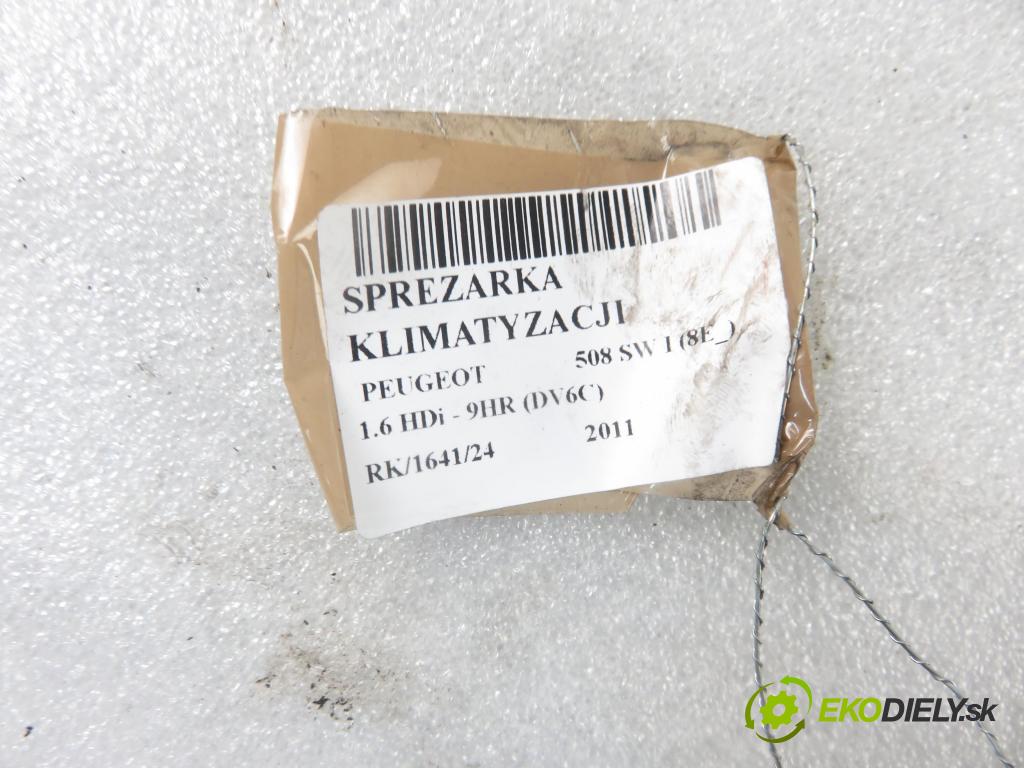 SPREZARKA
KLIMATYZACJI
PEUGEOT 508 SW I (8E_)
1.6 HDi - 9HR (DV6C)
RK/1641/24 2011
EKODIELY.sk